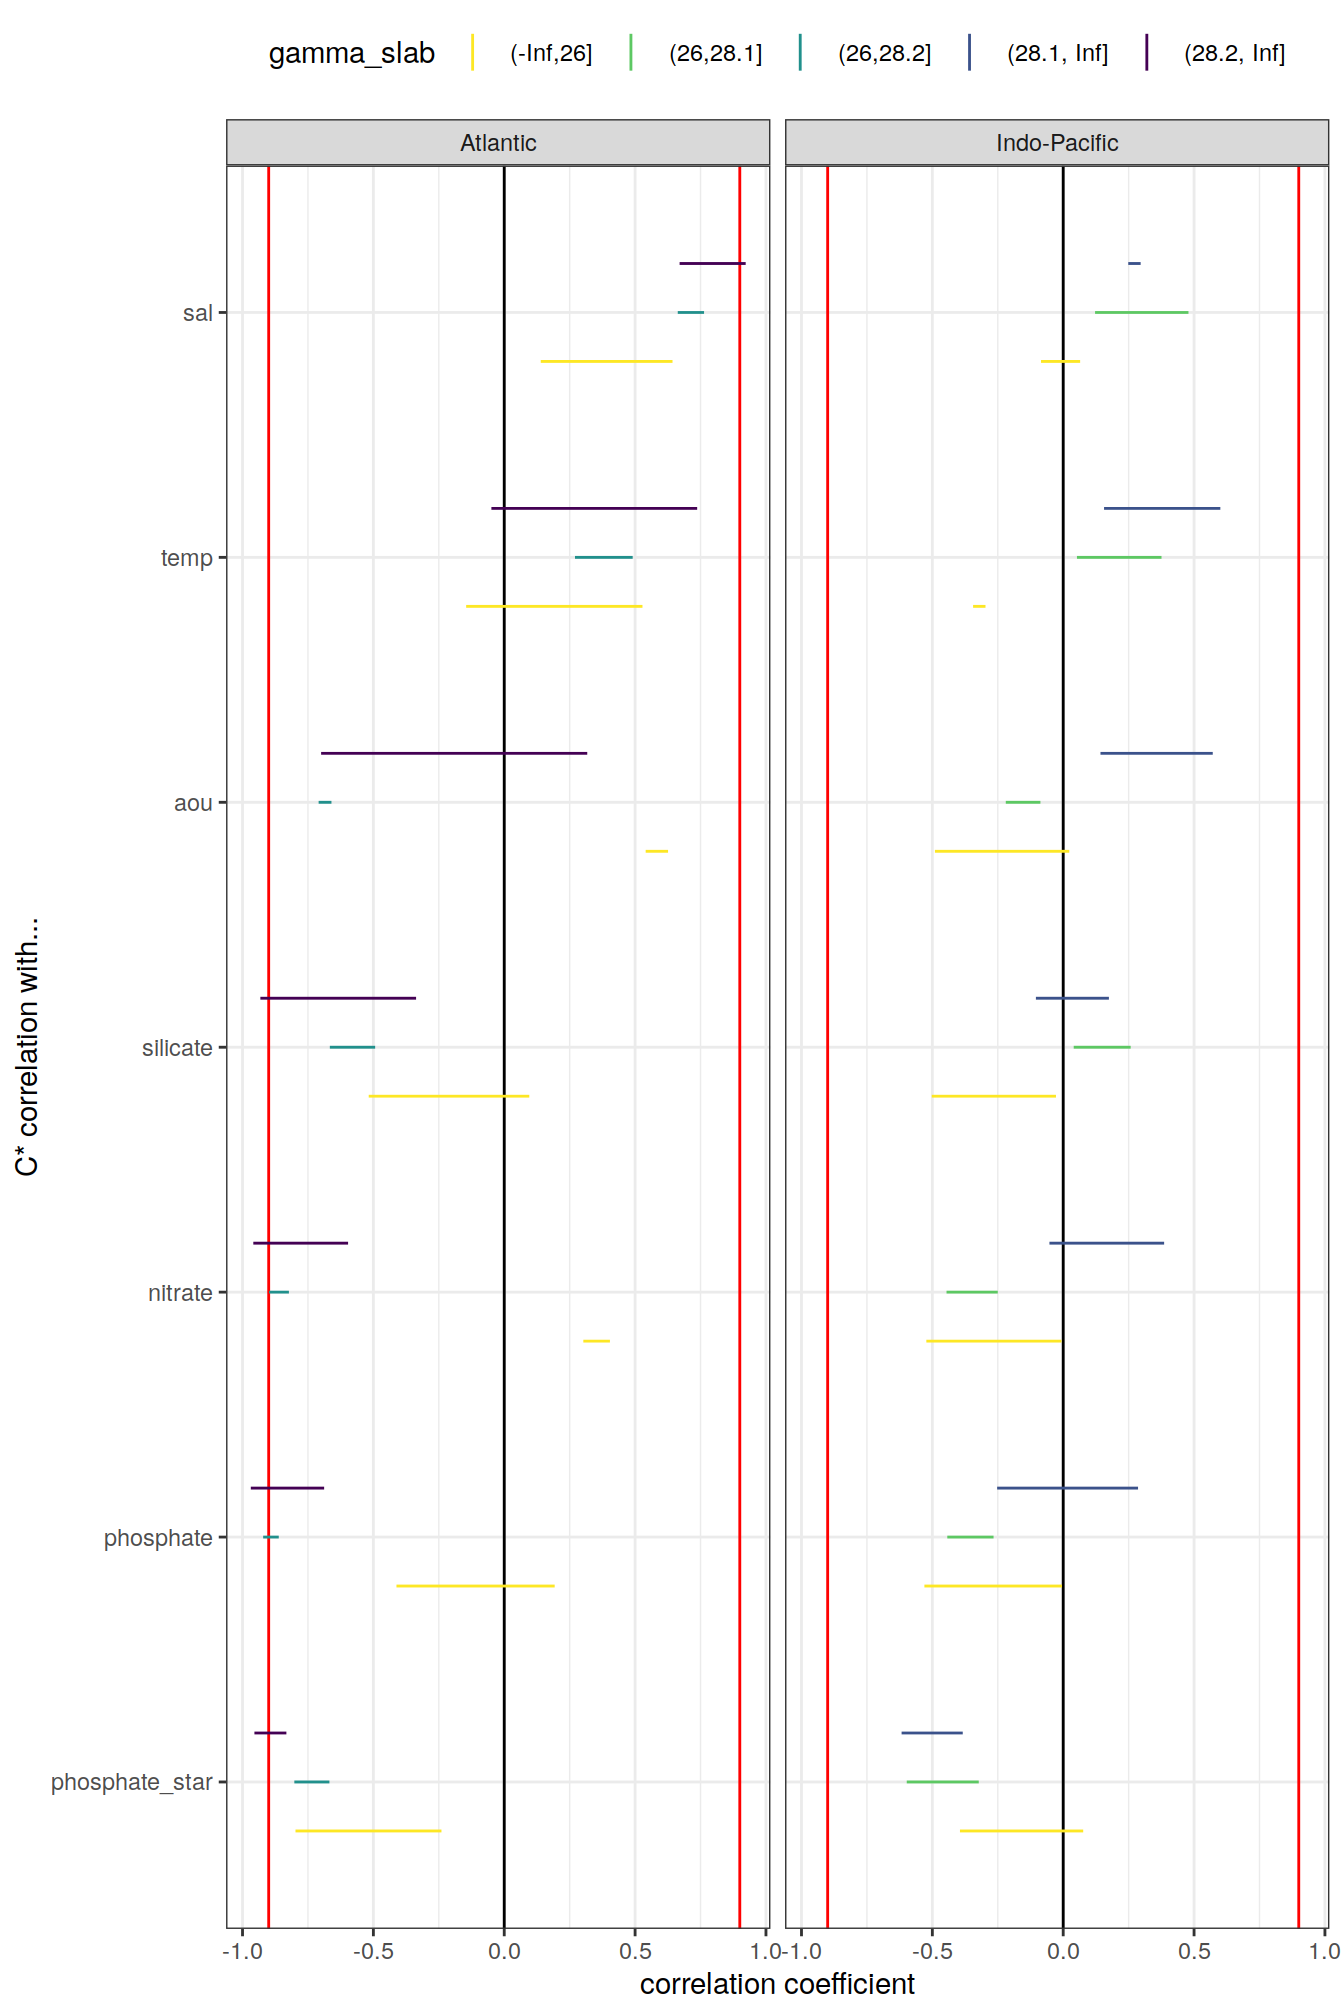 gamma_slab (-Inf,26] (26,28.1] (26,28.2] (28.1, Inf] (28.2, Inf]
Atlantic Indo-Pacific
sal
temp
aou
silicate
nitrate
phosphate
phosphate_star
C* correlation with...
-1.0 -0.5 0.0 0.5 1.0 -1.0 -0.5 0.0 0.5 1.0
correlation coefficient